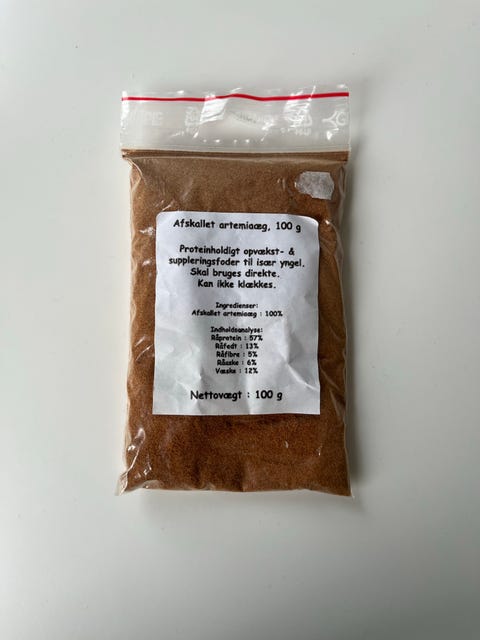 Afskallet artemiaæg, 100 g
Proteinholdigt opvækst- &
suppleringsfoder til især yngel.
Skal bruges direkte.
Kan ikke klækkes.
Ingredienser:
Afskallet artemiaæg : 100%
Indholdsanalyse:
Råprotein : 57%
Råfedt : 13%
Råfibre : 5%
Råaske : 6%
Væske : 12%
Nettovægt : 100 g